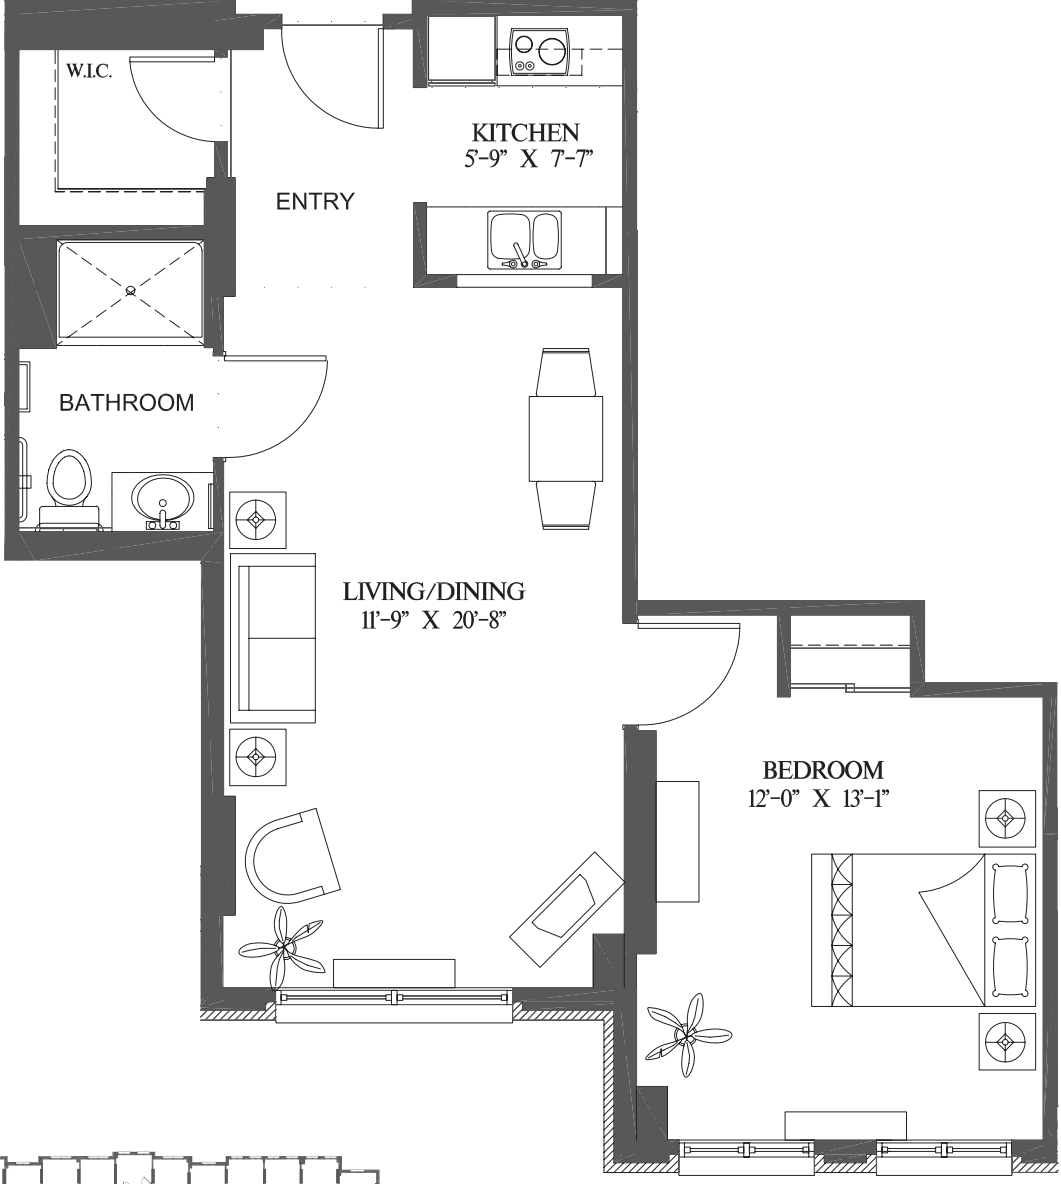 W.I.C.
KITCHEN
5'-9" X 7'-7"
ENTRY
BATHROOM
LIVING/DINING
11'-9" X 20'-8"
BEDROOM
12'-0" X 13'-1"